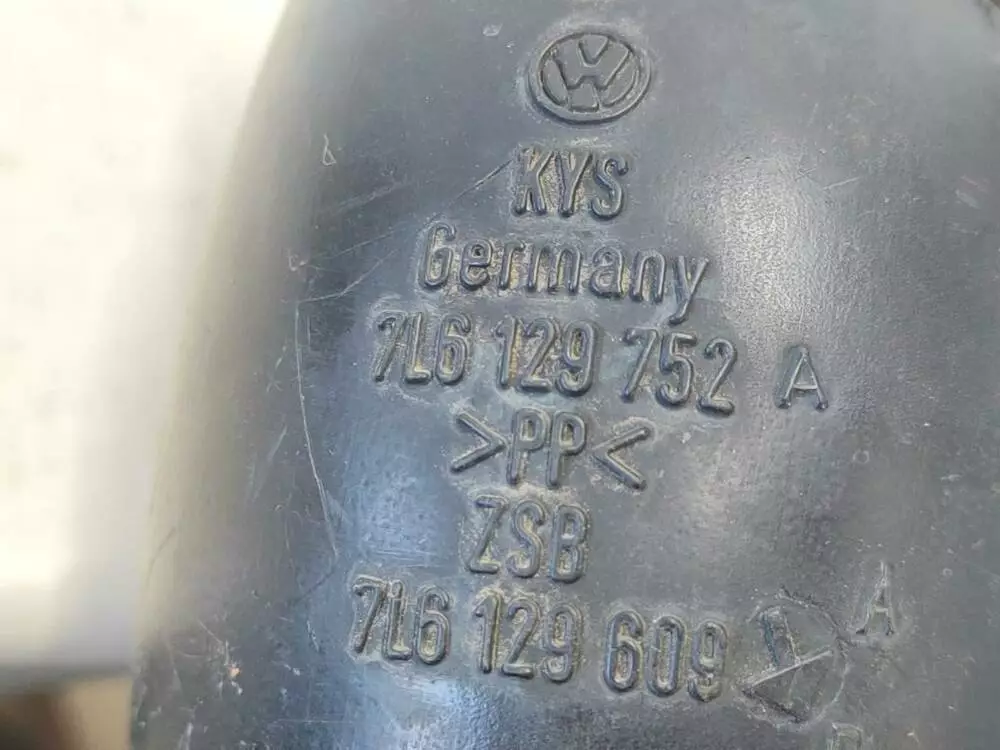 KYS
Germany
7L6 129 752 A
>PP<
ZSB
7L6 129 609
A